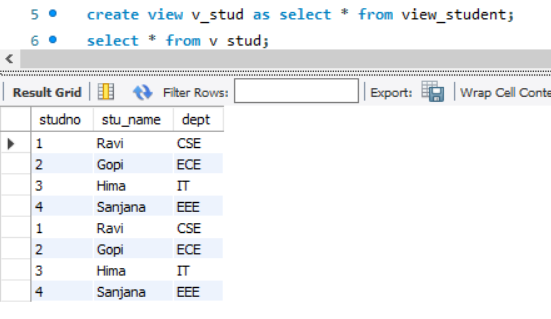 5 create view v_stud as select * from view_student;
6 select * from v stud;
Result Grid Filter Rows: Export: Wrap Cell Conte
studno stu_name dept
1 Ravi CSE
2 Gopi ECE
3 Hima IT
4 Sanjana EEE
1 Ravi CSE
2 Gopi ECE
3 Hima IT
4 Sanjana EEE